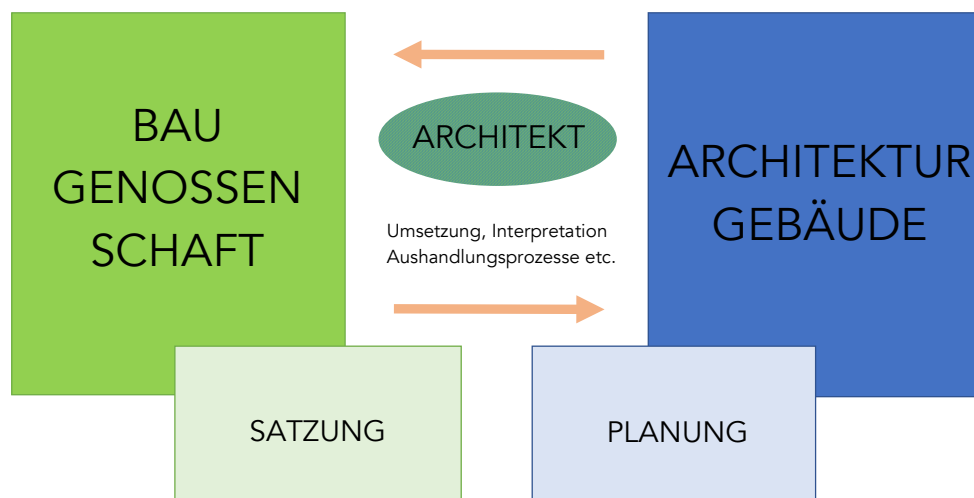 BAU
GENOSSEN
SCHAFT
ARCHITEKT
Umsetzung, Interpretation
Aushandlungsprozesse etc.
ARCHITEKTUR
GEBÄUDE
SATZUNG
PLANUNG